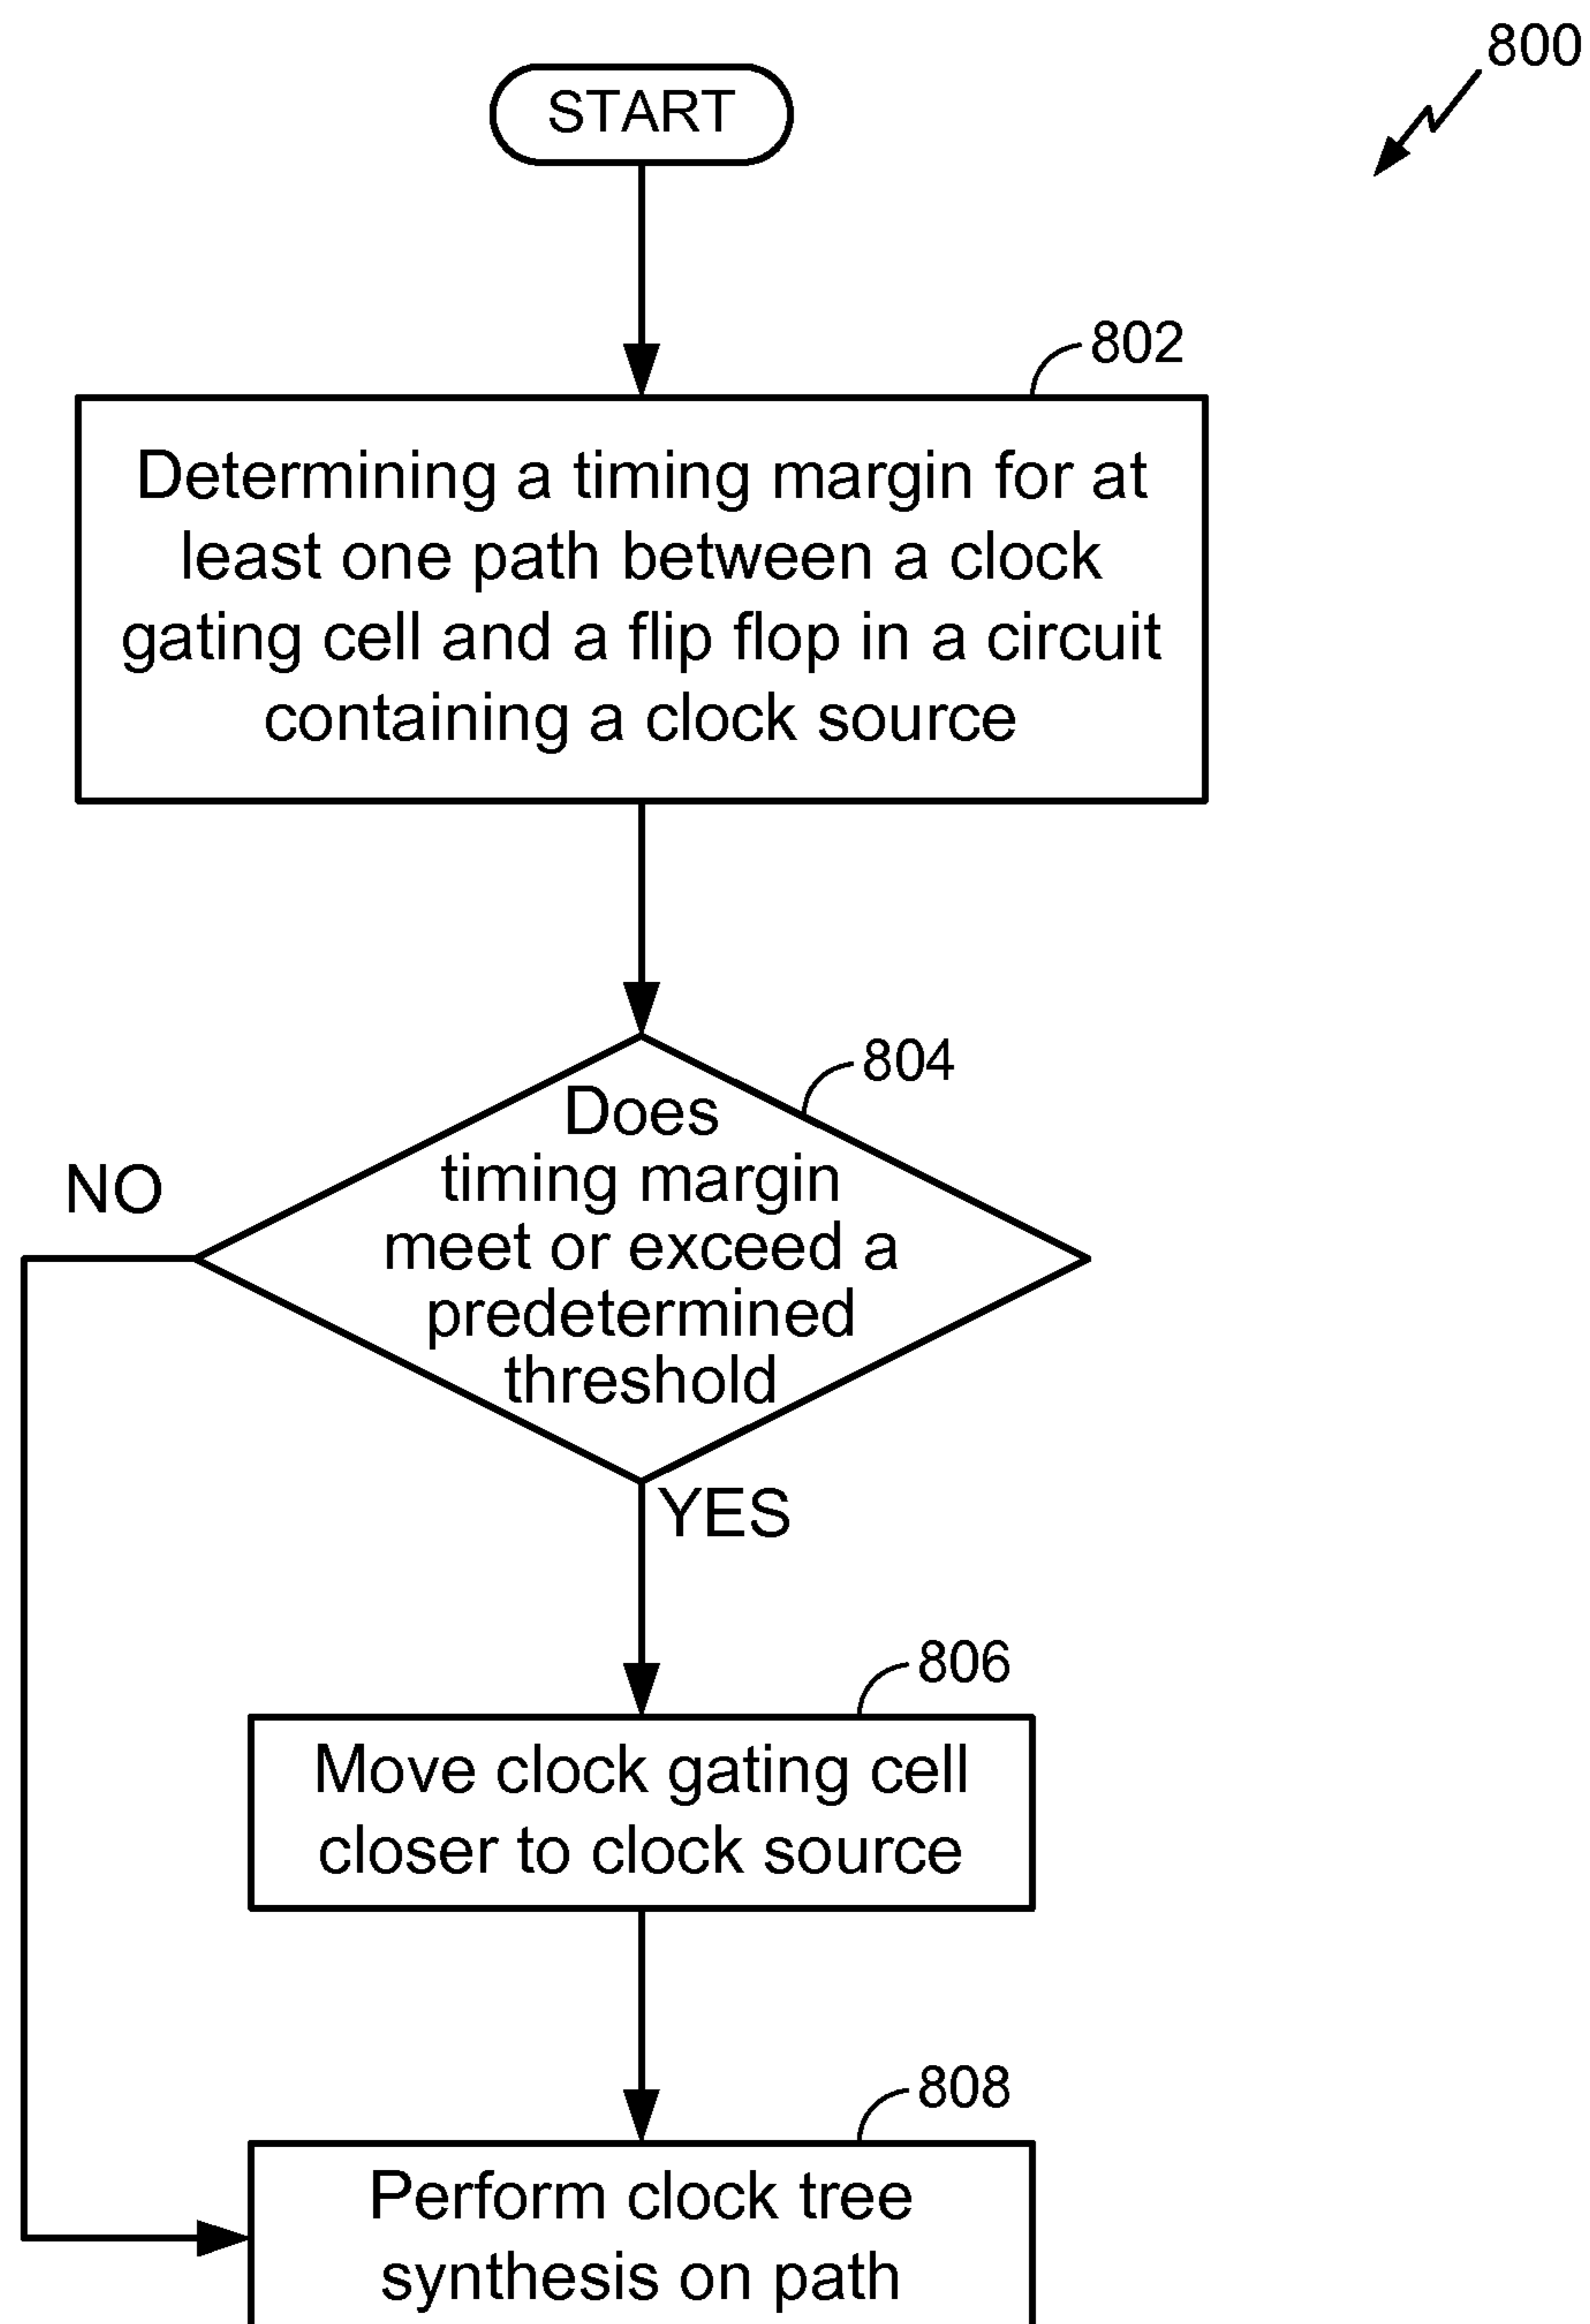 800
START
802
Determining a timing margin for at
least one path between a clock
gating cell and a flip flop in a circuit
containing a clock source
804
Does
timing margin
meet or exceed a
predetermined
threshold
NO
YES
806
Move clock gating cell
closer to clock source
808
Perform clock tree
synthesis on path